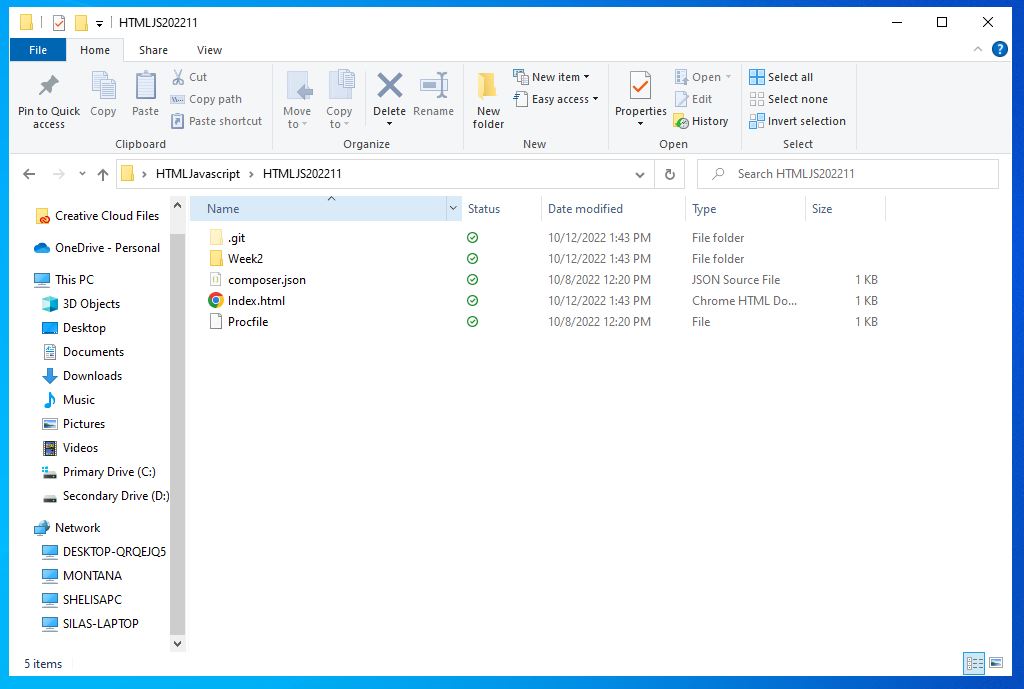 HTMLJS202211
File Home Share View
Pin to Quick access
Copy
Paste
Cut
Copy path
Paste shortcut
Move to
Copy to
Delete
Rename
New folder
New item
Easy access
Properties
Open
Edit
History
Select all
Select none
Invert selection
Clipboard Organize New Open Select
HTMLJavascript > HTMLJS202211
Search HTMLJS202211
Creative Cloud Files
OneDrive - Personal
This PC
3D Objects
Desktop
Documents
Downloads
Music
Pictures
Videos
Primary Drive (C:)
Secondary Drive (D:)
Network
DESKTOP-QRQEJQ5
MONTANA
SHELISAPC
SILAS-LAPTOP
Name Status Date modified Type Size
.git 10/12/2022 1:43 PM File folder
Week2 10/12/2022 1:43 PM File folder
composer.json 10/8/2022 12:20 PM JSON Source File 1 KB
Index.html 10/12/2022 1:43 PM Chrome HTML Do... 1 KB
Procfile 10/8/2022 12:20 PM File 1 KB
5 items